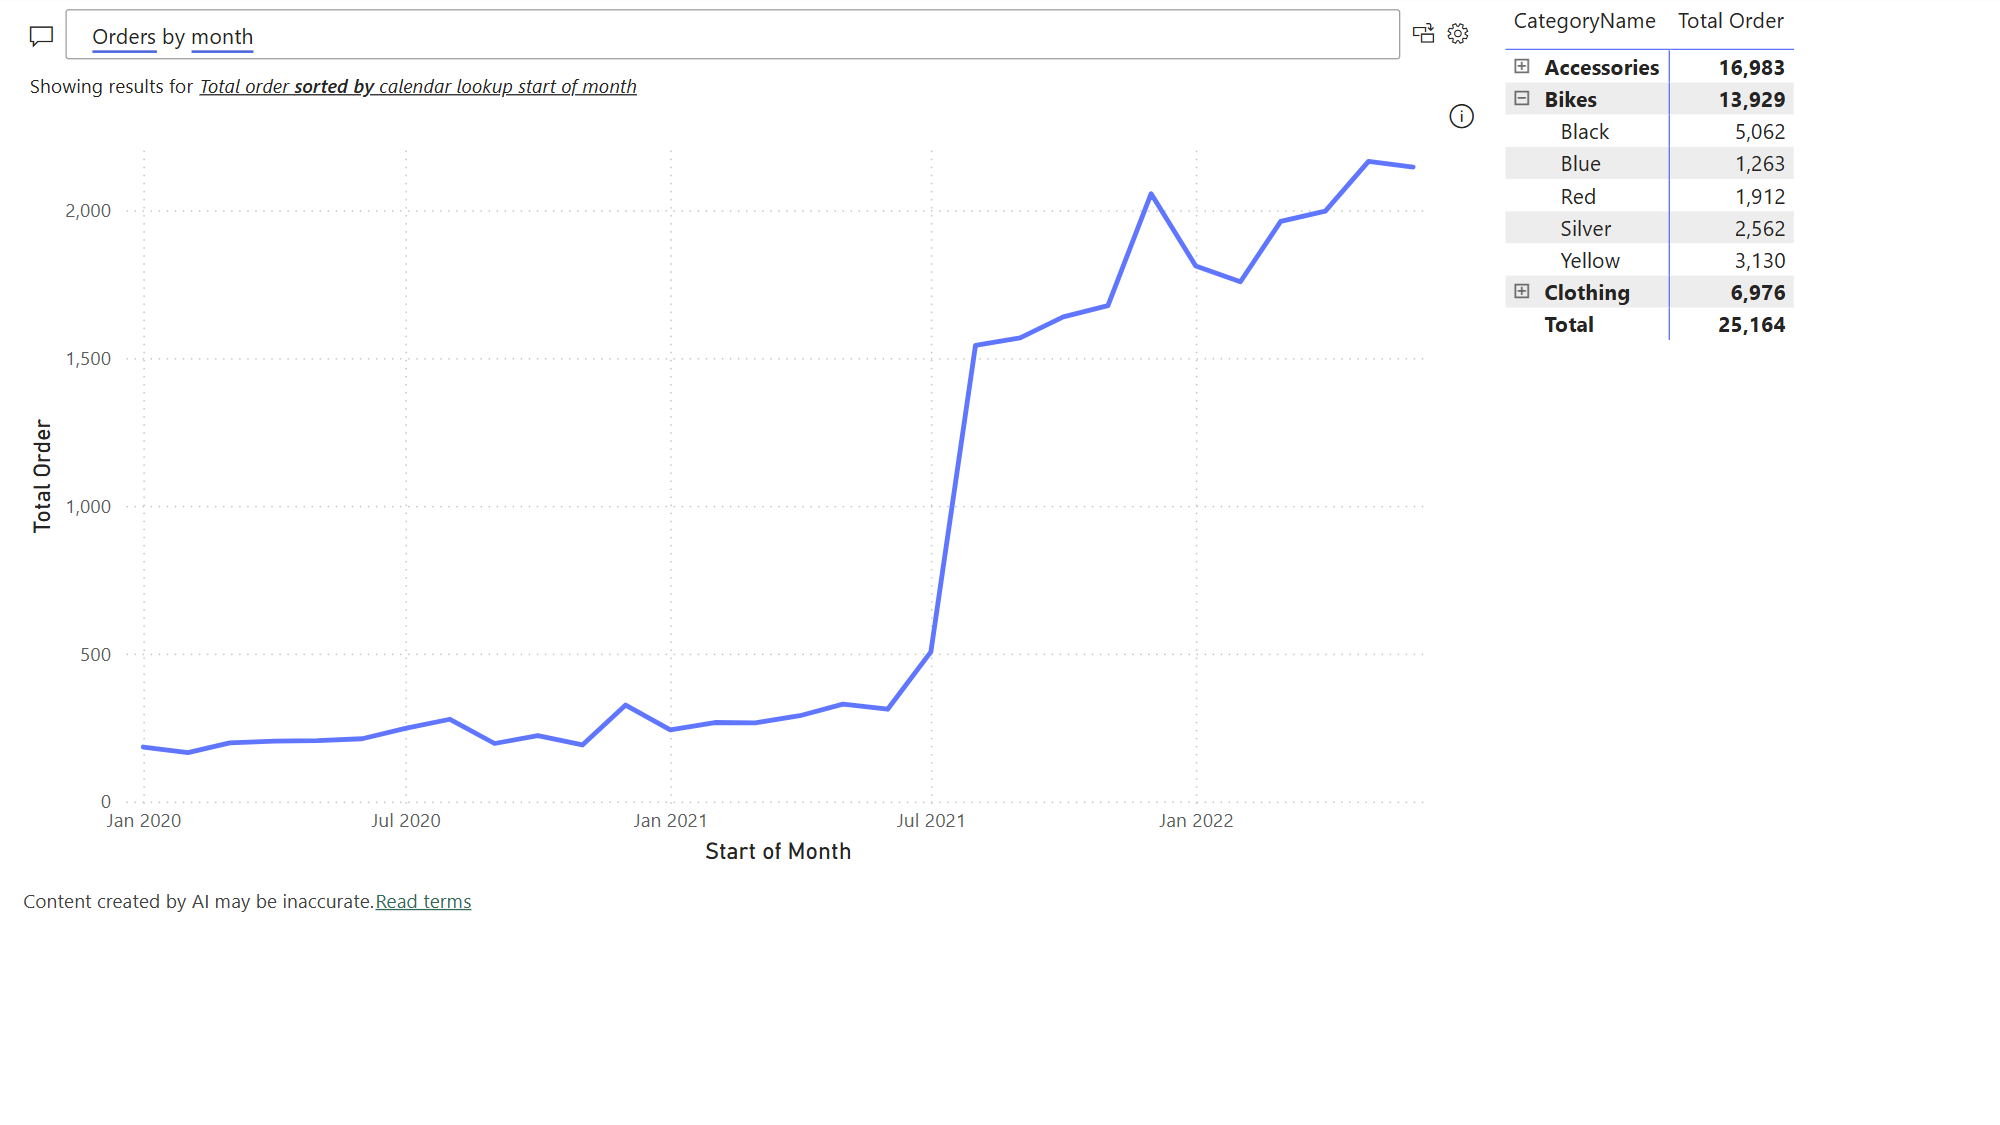 Orders by month
Showing results for Total order sorted by calendar lookup start of month
Total Order
2,000
1,500
1,000
500
0
Jan 2020 Jul 2020 Jan 2021 Jul 2021 Jan 2022
Start of Month
Content created by AI may be inaccurate. Read terms
CategoryName Total Order
Accessories 16,983
Bikes 13,929
Black 5,062
Blue 1,263
Red 1,912
Silver 2,562
Yellow 3,130
Clothing 6,976
Total 25,164